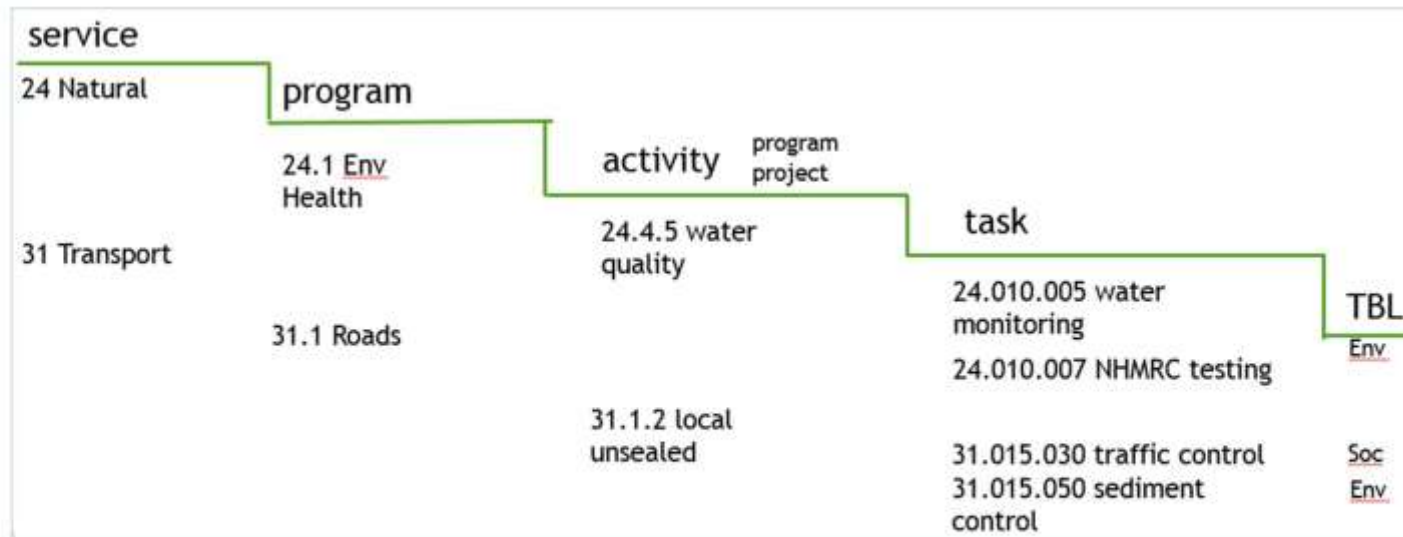 service
24 Natural
program
24.1 Env
Health
activity
program
project
24.4.5 water
quality
31 Transport
task
24.010.005 water
monitoring
TBL
Env
31.1 Roads
24.010.007 NHMRC testing
31.1.2 local
unsealed
31.015.030 traffic control
Soc
31.015.050 sediment
control
Env